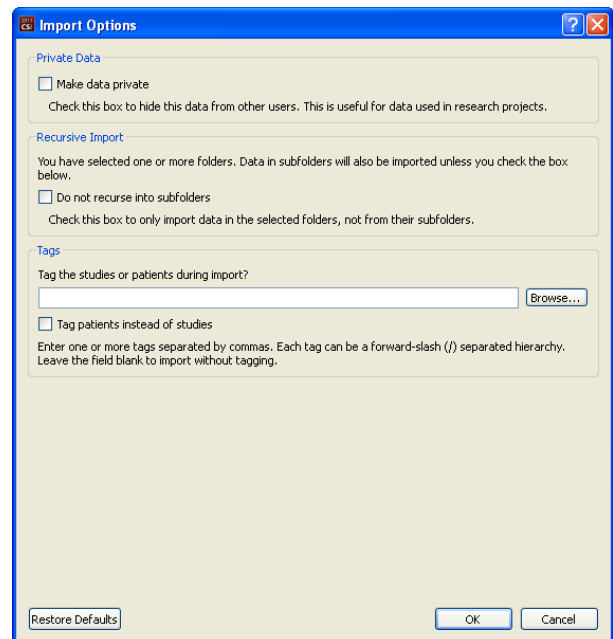 Import Options
Private Data
Make data private
Check this box to hide this data from other users. This is useful for data used in research projects.
Recursive Import
You have selected one or more folders. Data in subfolders will also be imported unless you check the box
below.
Do not recurse into subfolders
Check this box to only import data in the selected folders, not from their subfolders.
Tags
Tag the studies or patients during import?
Browse...
Tag patients instead of studies
Enter one or more tags separated by commas. Each tag can be a forward-slash (/) separated hierarchy.
Leave the field blank to import without tagging.
Restore Defaults
OK
Cancel